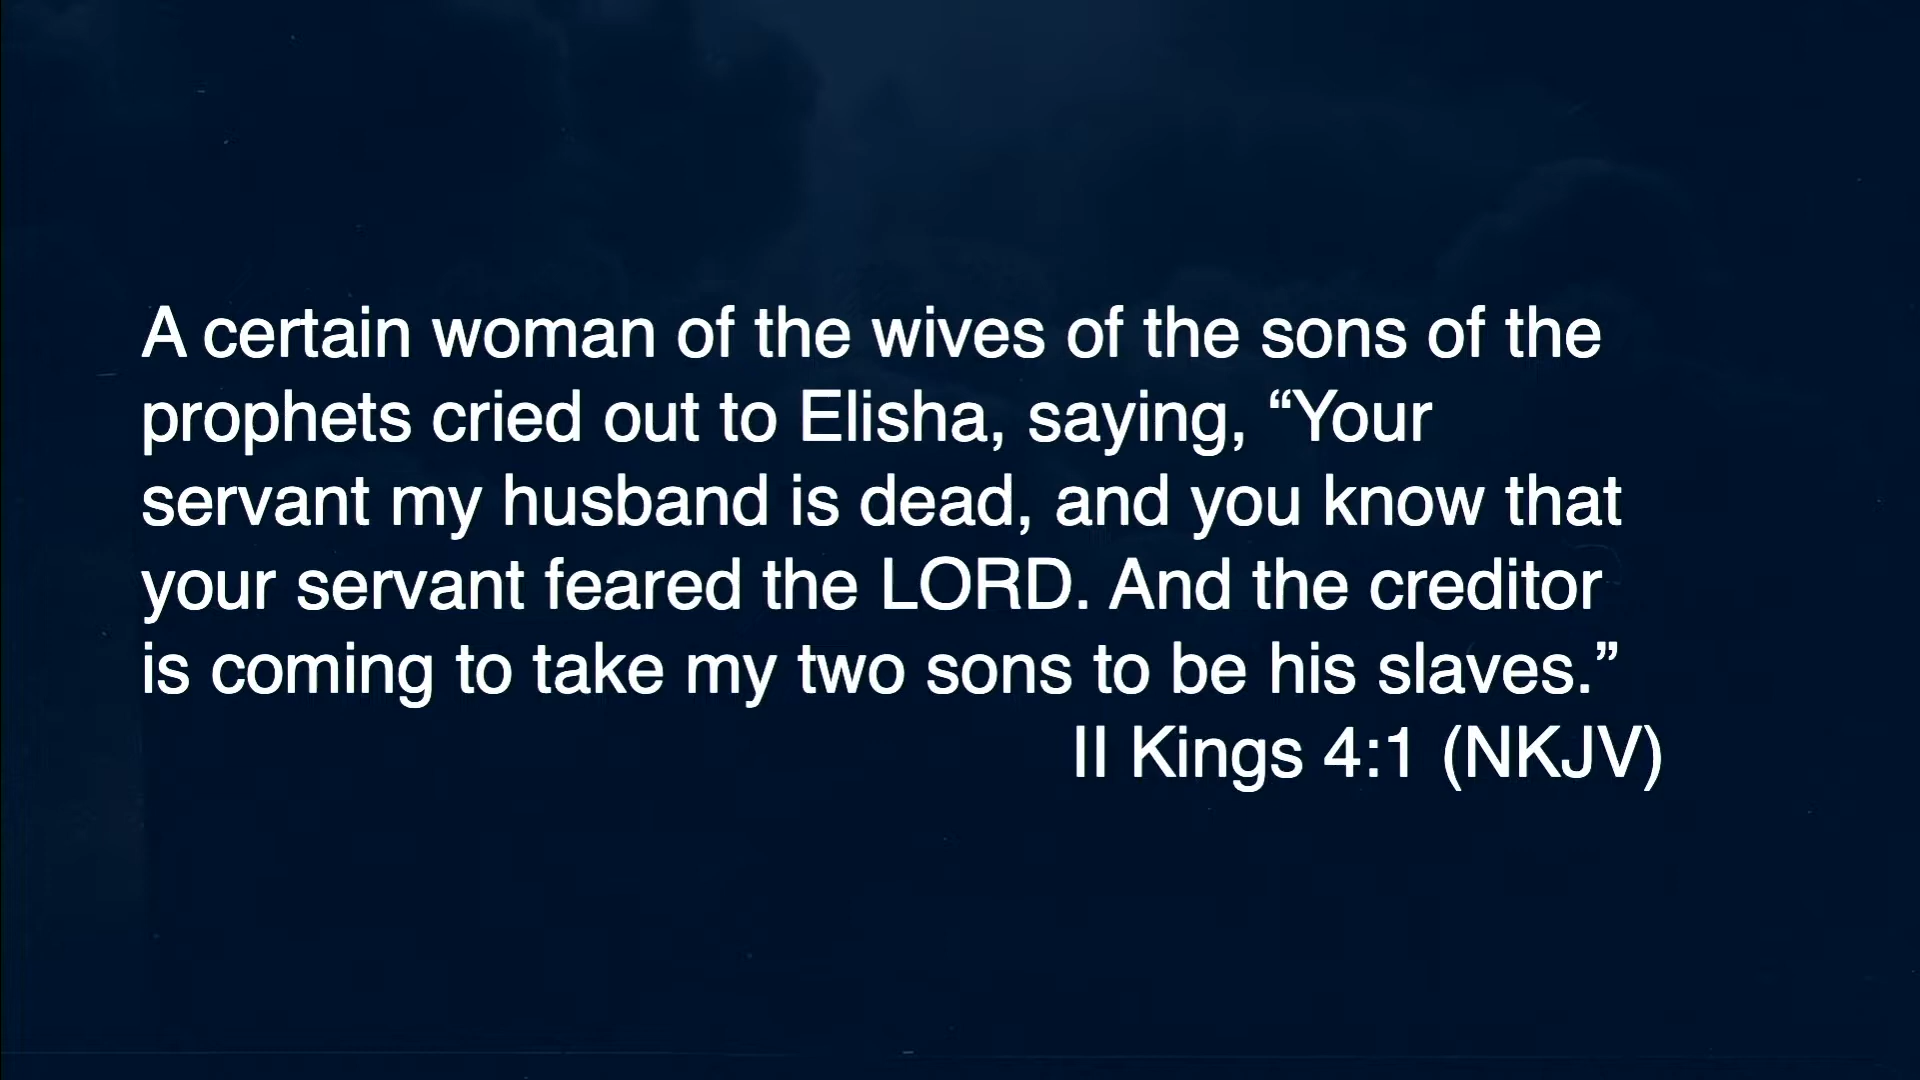 A certain woman of the wives of the sons of the
prophets cried out to Elisha, saying, “Your
servant my husband is dead, and you know that
your servant feared the LORD. And the creditor
is coming to take my two sons to be his slaves.”
II Kings 4:1 (NKJV)